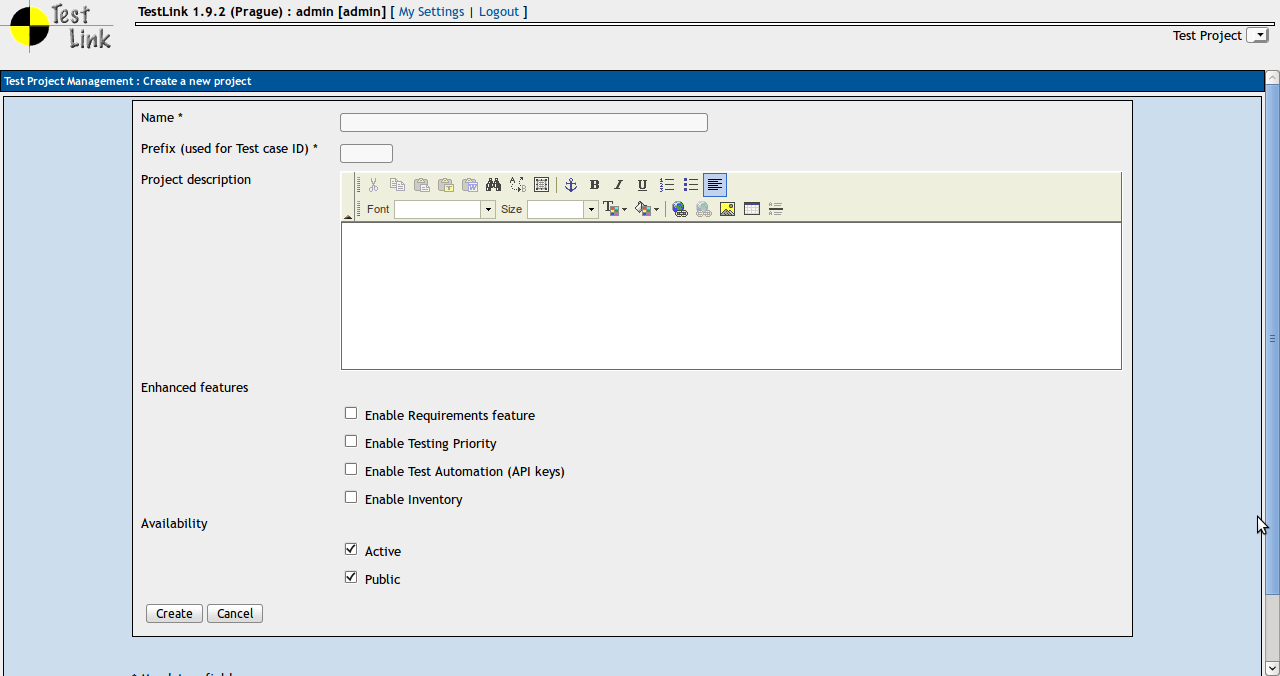 Test
Link
TestLink 1.9.2 (Prague) : admin [admin] [ My Settings | Logout ]
Test Project
Test Project Management : Create a new project
Name *
Prefix (used for Test case ID) *
Project description
B I U
Font Size
Enhanced features
Enable Requirements feature
Enable Testing Priority
Enable Test Automation (API keys)
Enable Inventory
Availability
Active
Public
Create Cancel